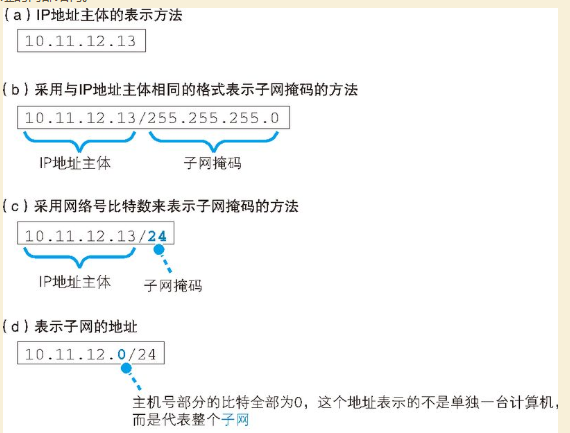 (a) IP地址主体的表示方法
10.11.12.13
(b) 采用与IP地址主体相同的格式表示子网掩码的方法
10.11.12.13/255.255.255.0
IP地址主体 子网掩码
(c) 采用网络号比特数来表示子网掩码的方法
10.11.12.13/24
IP地址主体 子网掩码
(d) 表示子网的地址
10.11.12.0/24
主机号部分的比特全部为0，这个地址表示的不是单独一台计算机，
而是代表整个子网